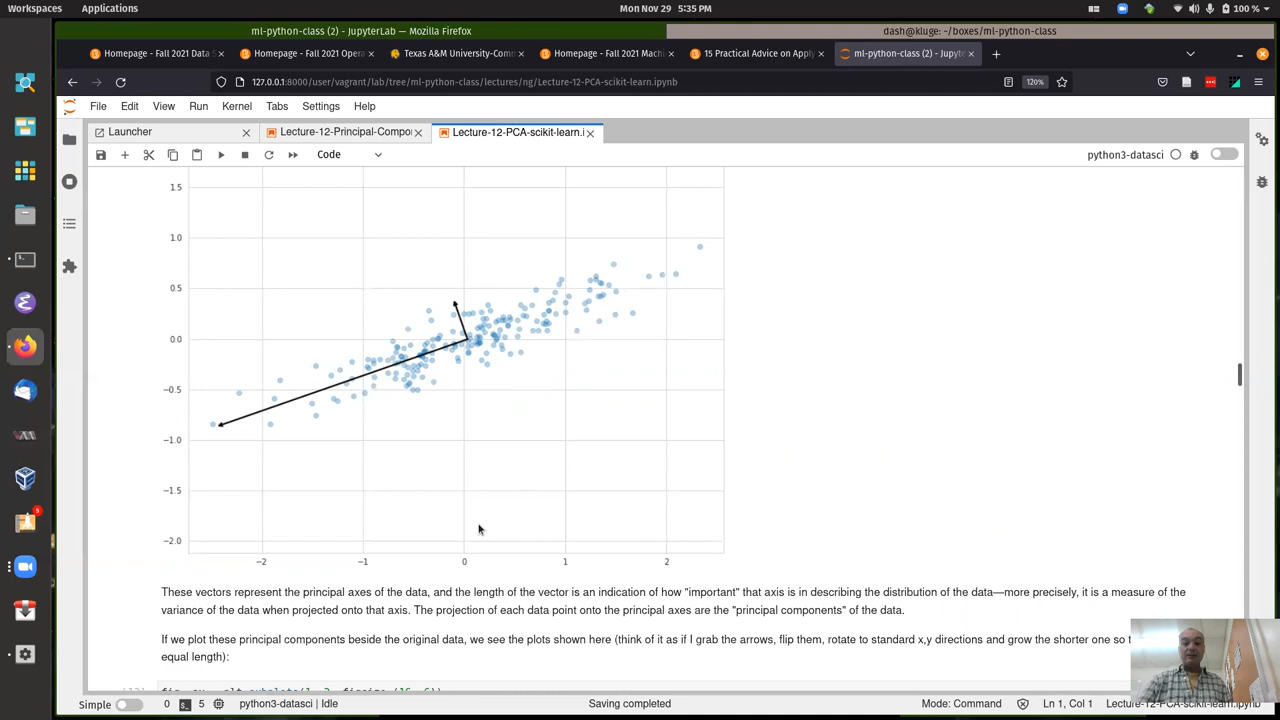 Workspaces Applications Mon Nov 29 5:35 PM 100 %
ml-python-class (2) - JupyterLab — Mozilla Firefox dash@kluge:~/boxes/ml-python-class
Homepage - Fall 2021 Data S Homepage - Fall 2021 Opera Texas A&M University-Comm Homepage - Fall 2021 Machi 15 Practical Advice on Apply ml-python-class (2) - Jupyte
127.0.0.1:8000/user/vagrant/lab/tree/ml-python-class/lectures/ng/Lecture-12-PCA-scikit-learn.ipynb 120%
File Edit View Run Kernel Tabs Settings Help
Launcher Lecture-12-Principal-Compo Lecture-12-PCA-scikit-learn.i
Code python3-datasci
1.5
1.0
0.5
0.0
−0.5
−1.0
−1.5
−2.0
−2 −1 0 1 2
These vectors represent the principal axes of the data, and the length of the vector is an indication of how "important" that axis is in describing the distribution of the data—more precisely, it is a measure of the
variance of the data when projected onto that axis. The projection of each data point onto the principal axes are the "principal components" of the data.
If we plot these principal components beside the original data, we see the plots shown here (think of it as if I grab the arrows, flip them, rotate to standard x,y directions and grow the shorter one so
equal length):
Simple 0 5 python3-datasci | Idle Saving completed Mode: Command Ln 1, Col 1 Lecture-12-PCA-scikit-learn.ipynb